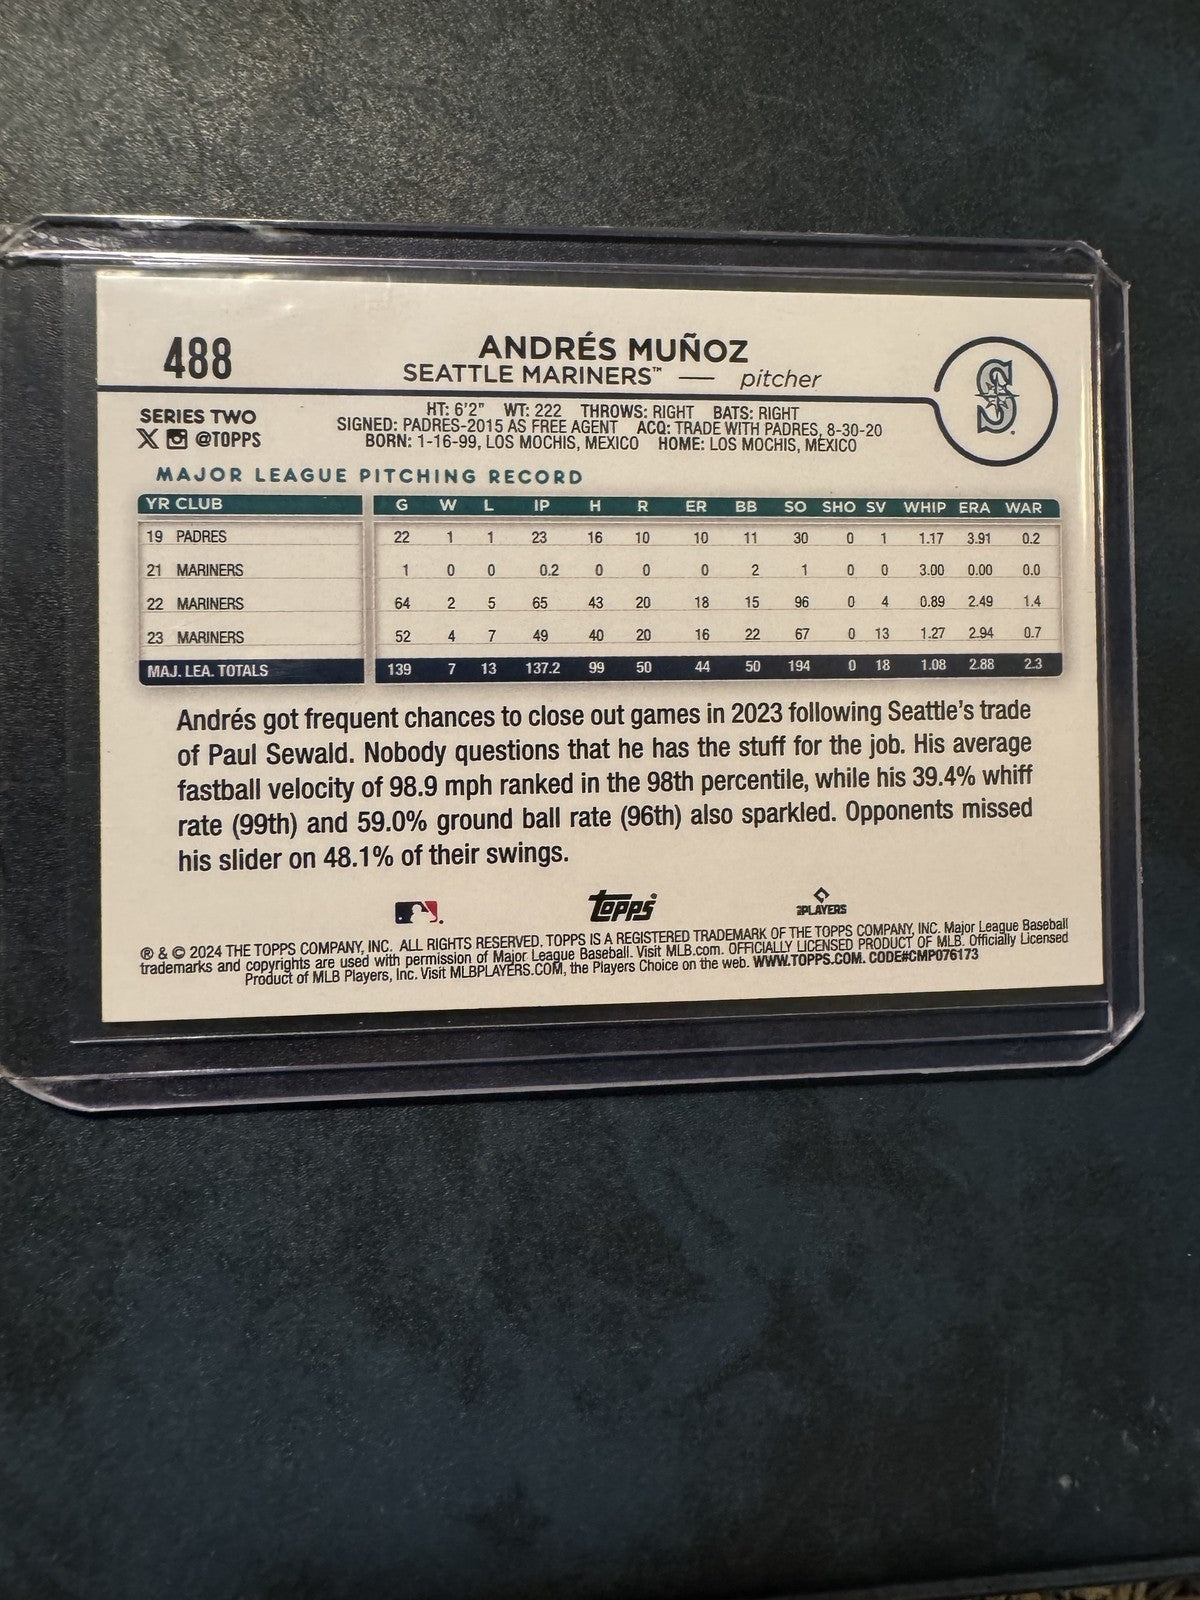 488
ANDRÉS MUÑOZ
SEATTLE MARINERS™ — pitcher
S
SERIES TWO
@TOPPS
HT: 6'2" WT: 222 THROWS: RIGHT BATS: RIGHT
SIGNED: PADRES-2015 AS FREE AGENT ACQ: TRADE WITH PADRES, 8-30-20
BORN: 1-16-99, LOS MOCHIS, MEXICO HOME: LOS MOCHIS, MEXICO
MAJOR LEAGUE PITCHING RECORD
YR CLUB G W L IP H R ER BB SO SHO SV WHIP ERA WAR
19 PADRES 22 1 1 23 16 10 10 11 30 0 1 1.17 3.91 0.2
21 MARINERS 1 0 0 0.2 0 0 0 2 1 0 0 3.00 0.00 0.0
22 MARINERS 64 2 5 65 43 20 18 15 96 0 4 0.89 2.49 1.4
23 MARINERS 52 4 7 49 40 20 16 22 67 0 13 1.27 2.94 0.7
MAJ. LEA. TOTALS 139 7 13 137.2 99 50 44 50 194 0 18 1.08 2.88 2.3
Andrés got frequent chances to close out games in 2023 following Seattle's trade
of Paul Sewald. Nobody questions that he has the stuff for the job. His average
fastball velocity of 98.9 mph ranked in the 98th percentile, while his 39.4% whiff
rate (99th) and 59.0% ground ball rate (96th) also sparkled. Opponents missed
his slider on 48.1% of their swings.
topps
PLAYERS
® & © 2024 THE TOPPS COMPANY, INC. ALL RIGHTS RESERVED. TOPPS IS A REGISTERED TRADEMARK OF THE TOPPS COMPANY, INC. Major League Baseball
trademarks and copyrights are used with permission of Major League Baseball. Visit MLB.com. OFFICIALLY LICENSED PRODUCT OF MLB. Officially Licensed
Product of MLB Players, Inc. Visit MLBPLAYERS.COM, the Players Choice on the web. WWW.TOPPS.COM. CODE#CMP076173